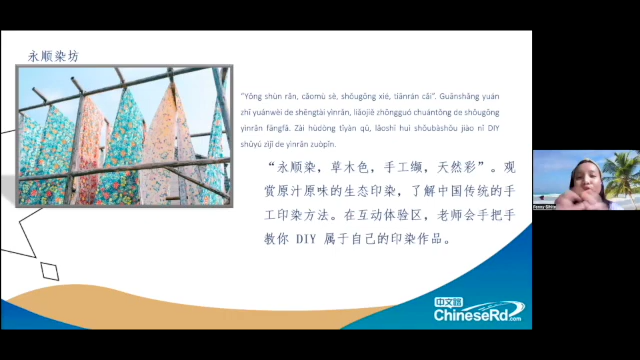 永顺染坊
“Yǒng shùn rǎn, cǎomù sè, shǒugōng xié, tiānrán cǎi”. Guānshǎng yuán
zhī yuánwèi de shēngtài yìnrǎn, liǎojiě zhōngguó chuántǒng de shǒugōng
yìnrǎn fāngfǎ. Zài hùdòng tǐyàn qū, lǎoshī huì shǒubàshǒu jiào nǐ DIY
shǔyú zìjǐ de yìnrǎn zuòpǐn.
“永顺染，草木色，手工缬，天然彩”。观
赏原汁原味的生态印染，了解中国传统的手
工印染方法。在互动体验区，老师会手把手
教你 DIY 属于自己的印染作品。
中文路
ChineseRd.com